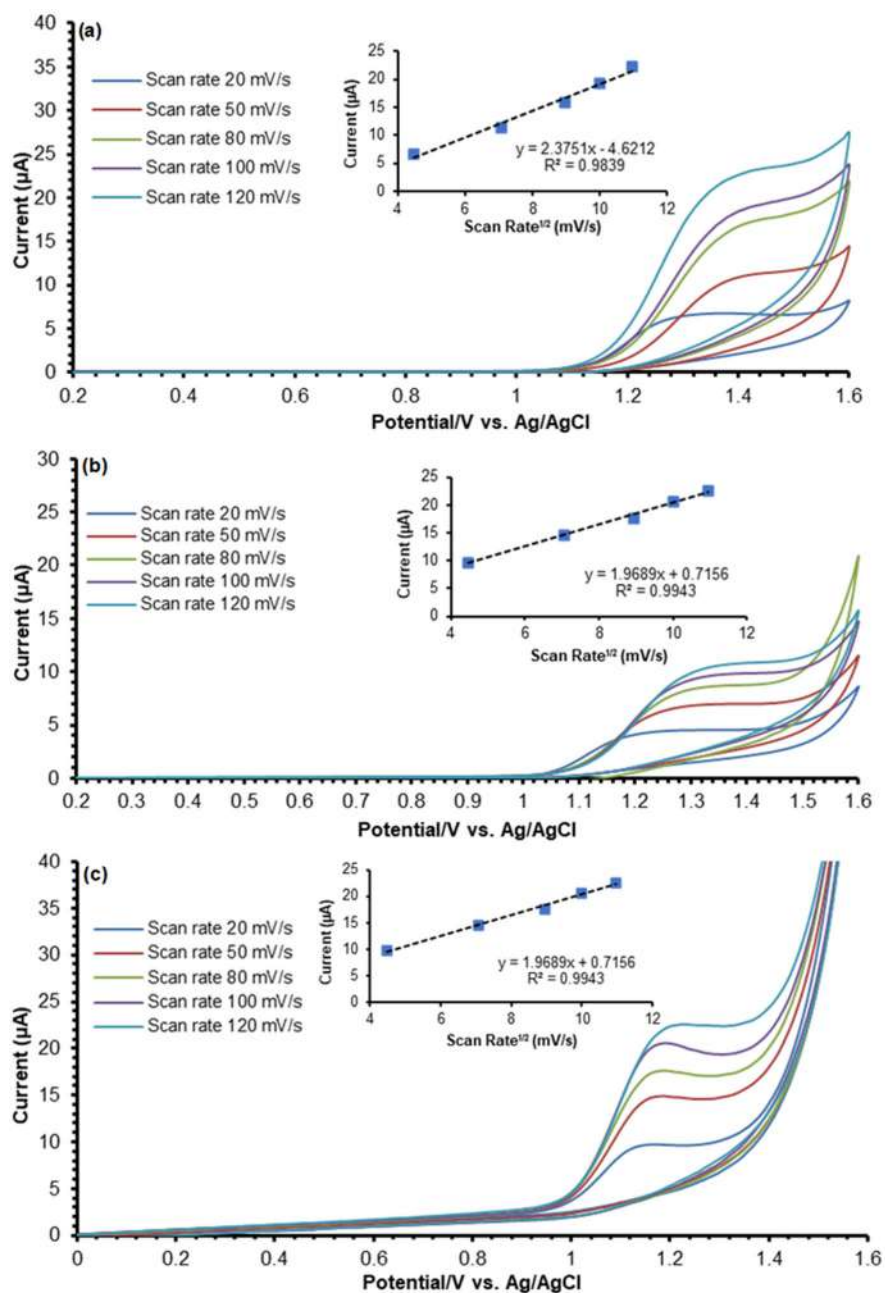 (a)
40
35
30
25
20
15
10
5
0
Current (µA)
Scan rate 20 mV/s
Scan rate 50 mV/s
Scan rate 80 mV/s
Scan rate 100 mV/s
Scan rate 120 mV/s
25
20
15
10
5
0
Current (µA)
y = 2.3751x - 4.6212
R² = 0.9839
4 6 8 10 12
Scan Rate¹/² (mV/s)
0.2 0.4 0.6 0.8 1 1.2 1.4 1.6
Potential/V vs. Ag/AgCl
(b)
30
25
20
15
10
5
0
Current (µA)
Scan rate 20 mV/s
Scan rate 50 mV/s
Scan rate 80 mV/s
Scan rate 100 mV/s
Scan rate 120 mV/s
25
20
15
10
5
0
Current (µA)
y = 1.9689x + 0.7156
R² = 0.9943
4 6 8 10 12
Scan Rate¹/² (mV/s)
0.2 0.3 0.4 0.5 0.6 0.7 0.8 0.9 1 1.1 1.2 1.3 1.4 1.5 1.6
Potential/V vs. Ag/AgCl
(c)
40
35
30
25
20
15
10
5
0
Current (µA)
Scan rate 20 mV/s
Scan rate 50 mV/s
Scan rate 80 mV/s
Scan rate 100 mV/s
Scan rate 120 mV/s
25
20
15
10
5
0
Current (µA)
y = 1.9689x + 0.7156
R² = 0.9943
4 6 8 10 12
Scan Rate¹/² (mV/s)
0 0.2 0.4 0.6 0.8 1 1.2 1.4 1.6
Potential/V vs. Ag/AgCl